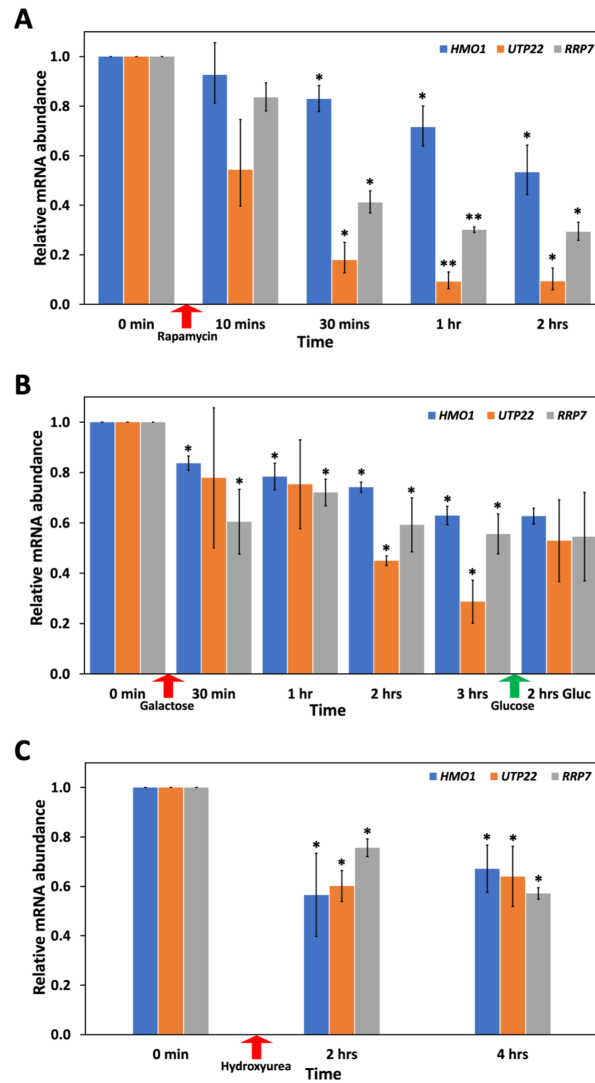 A
HMO1 UTP22 RRP7
Relative mRNA abundance
1.0
0.8
0.6
0.4
0.2
0.0
* * * * ** ** * * *
0 min 10 mins 30 mins 1 hr 2 hrs
Rapamycin
Time
B
HMO1 UTP22 RRP7
Relative mRNA abundance
1.0
0.8
0.6
0.4
0.2
0.0
* * * * * * * * * *
0 min 30 min 1 hr 2 hrs 3 hrs 2 hrs Gluc
Galactose Time Glucose
C
HMO1 UTP22 RRP7
Relative mRNA abundance
1.0
0.8
0.6
0.4
0.2
0.0
* * * * * *
0 min 2 hrs 4 hrs
Hydroxyurea
Time